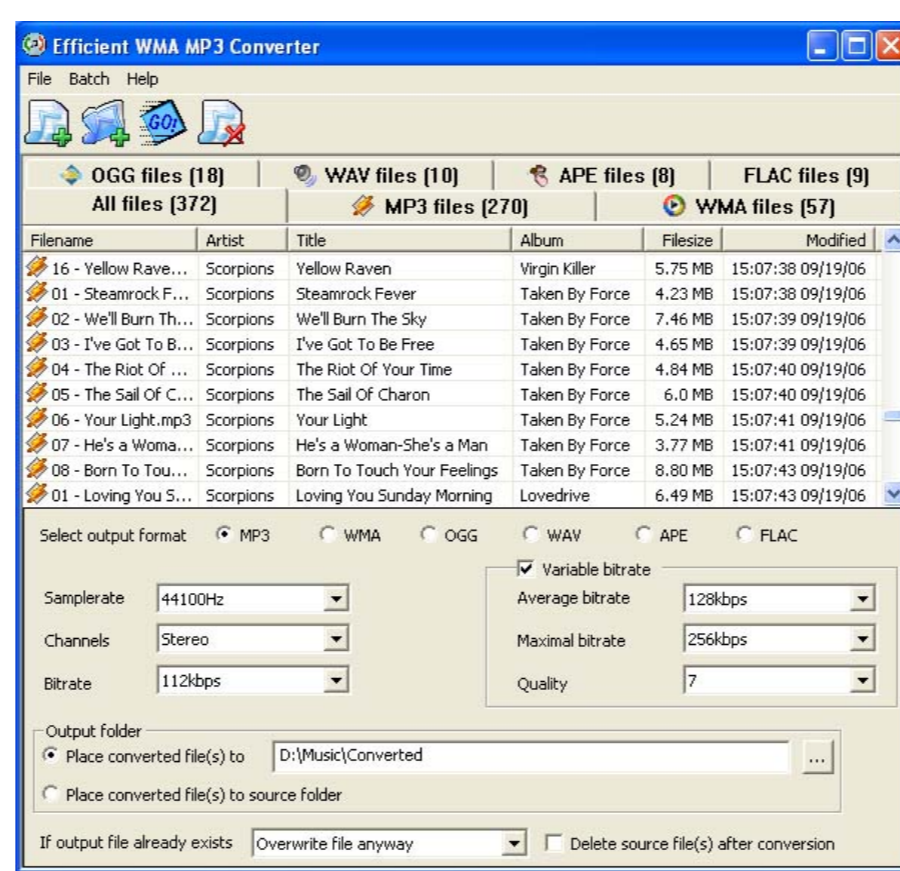 Efficient WMA MP3 Converter
File Batch Help
GO!
OGG files (18) WAV files (10) APE files (8) FLAC files (9)
All files (372) MP3 files (270) WMA files (57)
Filename Artist Title Album Filesize Modified
16 - Yellow Rave... Scorpions Yellow Raven Virgin Killer 5.75 MB 15:07:38 09/19/06
01 - Steamrock F... Scorpions Steamrock Fever Taken By Force 4.23 MB 15:07:38 09/19/06
02 - We'll Burn Th... Scorpions We'll Burn The Sky Taken By Force 7.46 MB 15:07:39 09/19/06
03 - I've Got To B... Scorpions I've Got To Be Free Taken By Force 4.65 MB 15:07:39 09/19/06
04 - The Riot Of ... Scorpions The Riot Of Your Time Taken By Force 4.84 MB 15:07:40 09/19/06
05 - The Sail Of C... Scorpions The Sail Of Charon Taken By Force 6.0 MB 15:07:40 09/19/06
06 - Your Light.mp3 Scorpions Your Light Taken By Force 5.24 MB 15:07:41 09/19/06
07 - He's a Woma... Scorpions He's a Woman-She's a Man Taken By Force 3.77 MB 15:07:41 09/19/06
08 - Born To Tou... Scorpions Born To Touch Your Feelings Taken By Force 8.80 MB 15:07:43 09/19/06
01 - Loving You S... Scorpions Loving You Sunday Morning Lovedrive 6.49 MB 15:07:43 09/19/06
Select output format MP3 WMA OGG WAV APE FLAC
Variable bitrate
Samplerate 44100Hz Average bitrate 128kbps
Channels Stereo Maximal bitrate 256kbps
Bitrate 112kbps Quality 7
Output folder
Place converted file(s) to D:\Music\Converted ...
Place converted file(s) to source folder
If output file already exists Overwrite file anyway Delete source file(s) after conversion